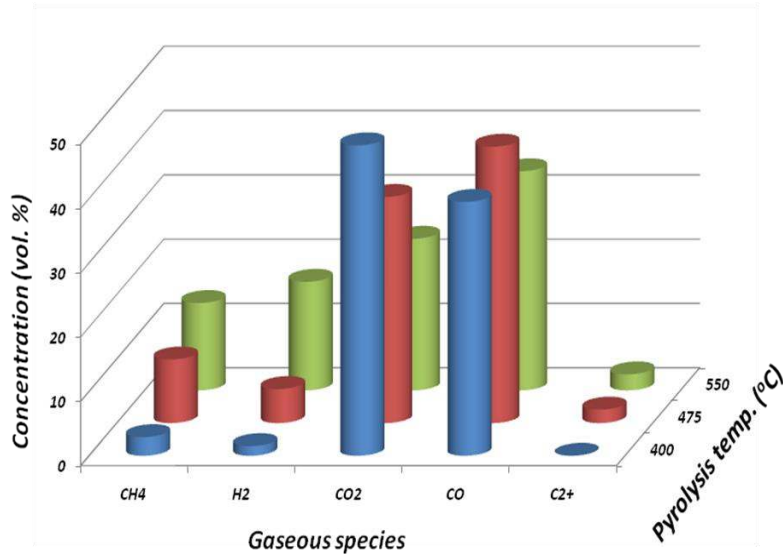 Concentration (vol. %)
50
40
30
20
10
0
CH4 H2 CO2 CO C2+
Gaseous species
400
475
550
Pyrolysis temp. (°C)